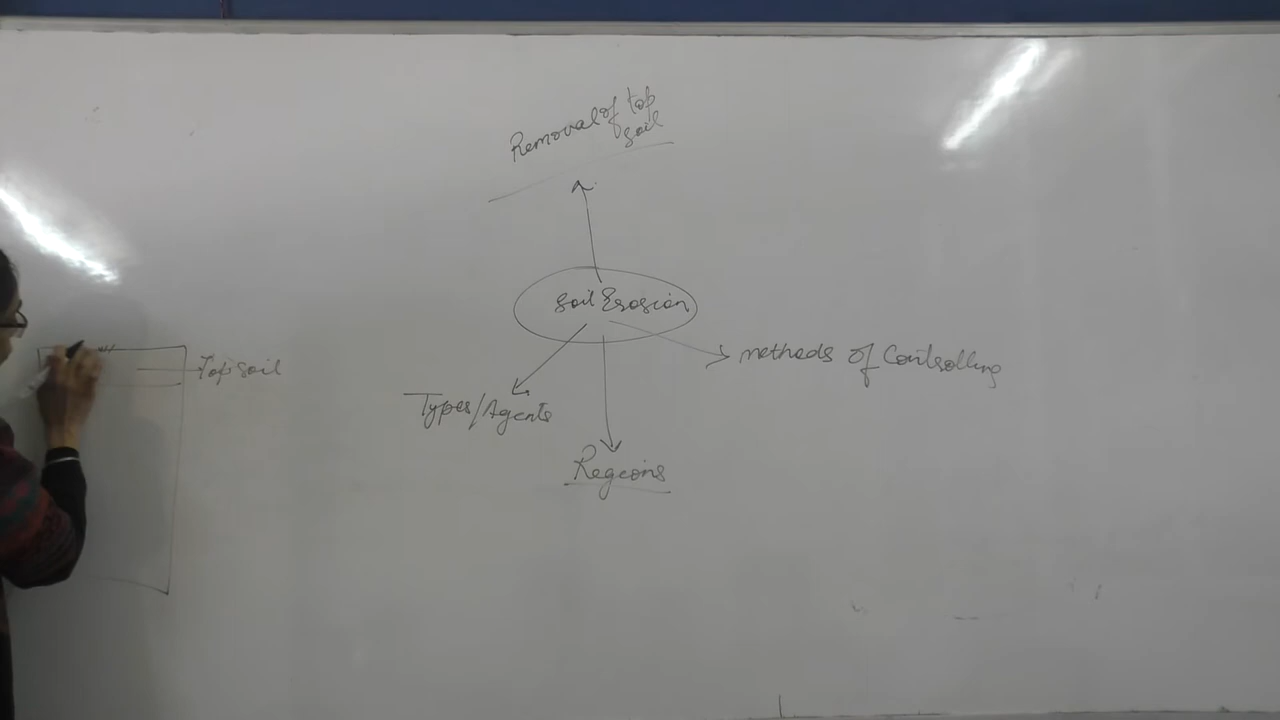 Removal of top
soil
Soil Erosion
methods of Controlling
Top soil
Types/Agents
Regions